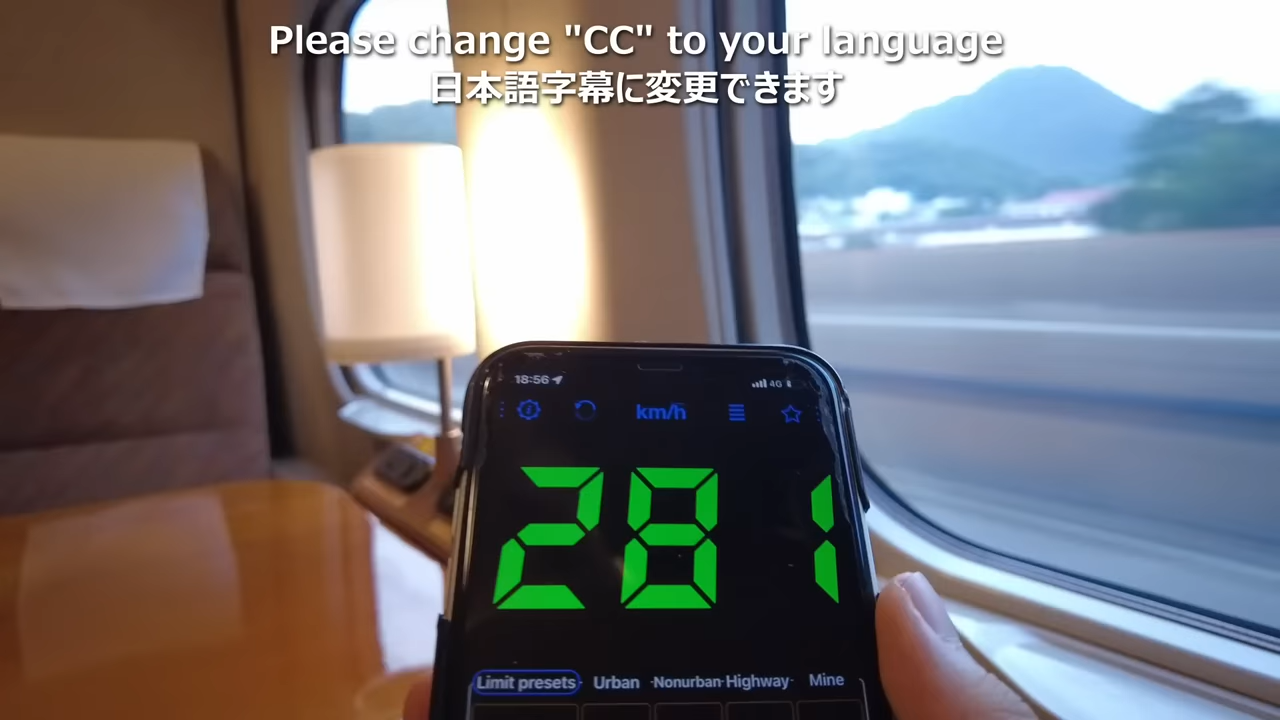 Please change "CC" to your language
日本語字幕に変更できます
18:56
4G
km/h
281
Limit presets Urban Nonurban Highway Mine